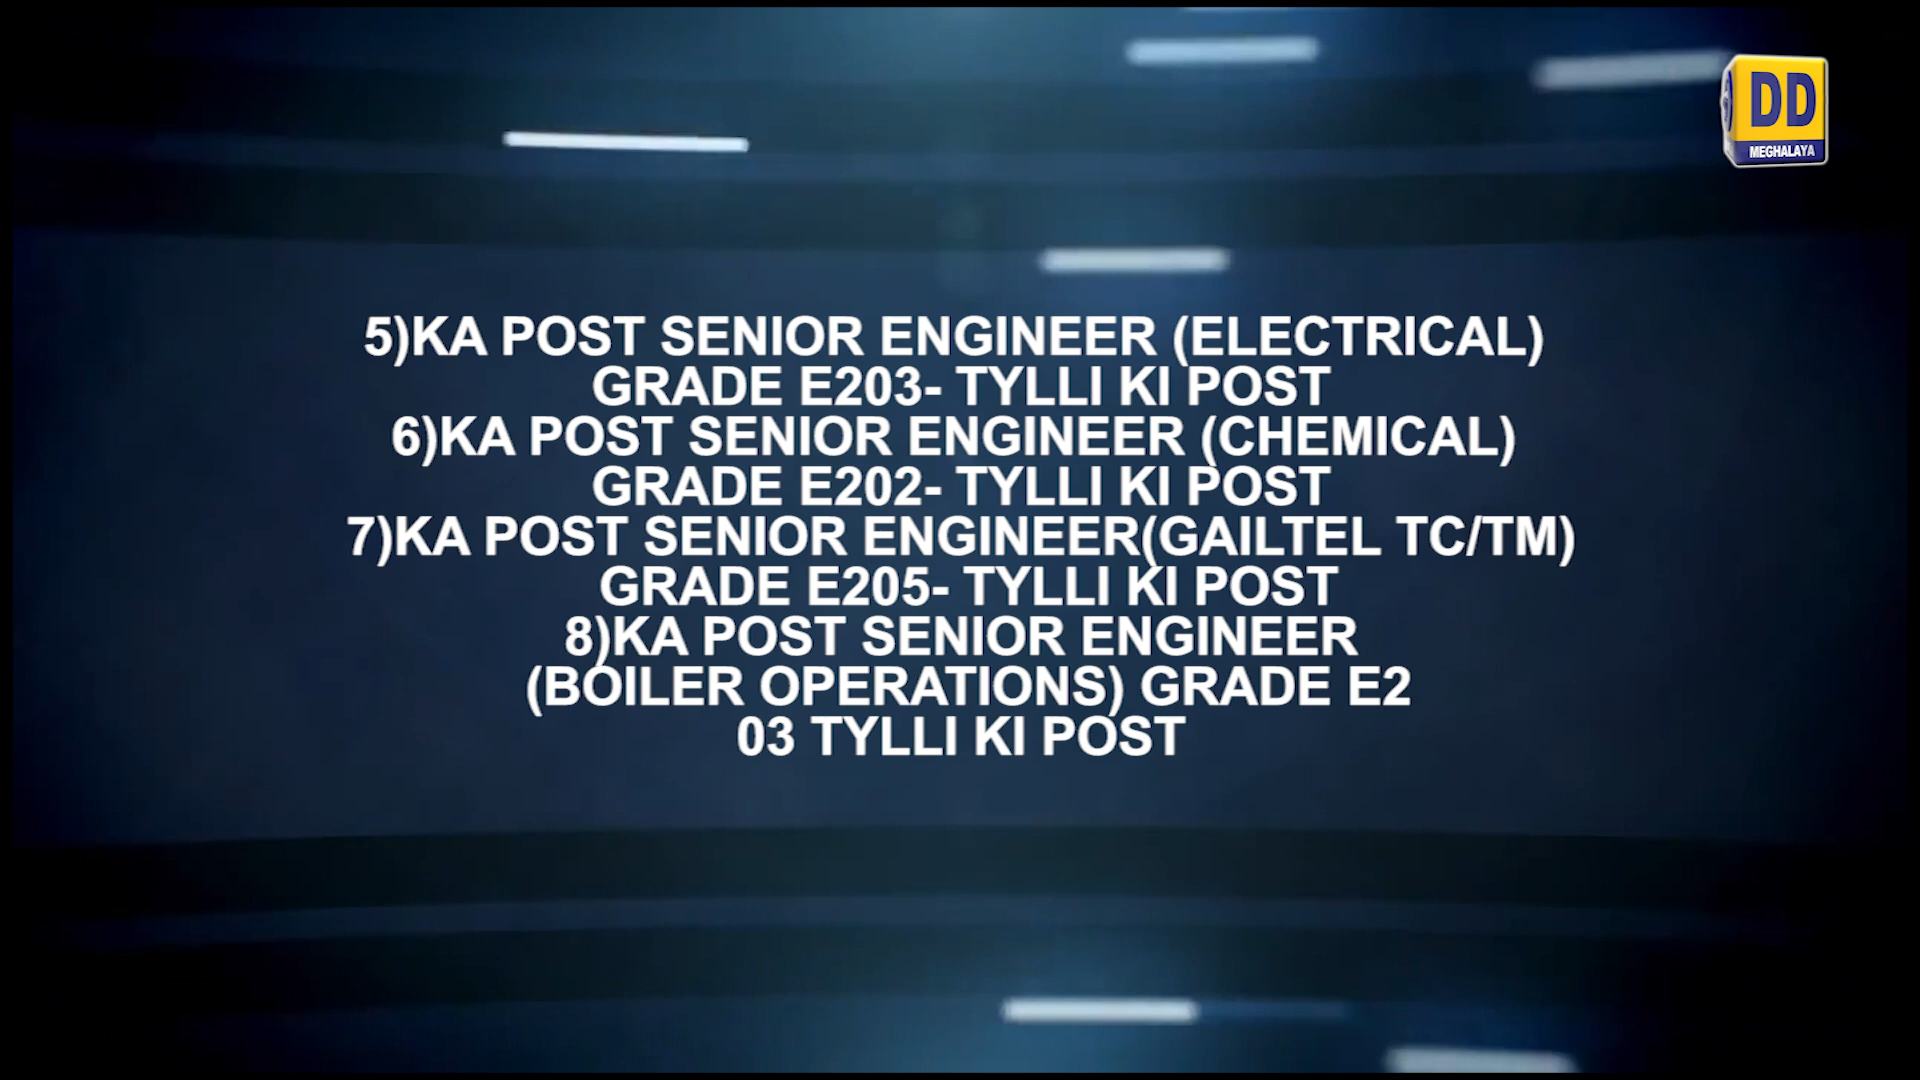 DD
MEGHALAYA
5)KA POST SENIOR ENGINEER (ELECTRICAL)
GRADE E203- TYLLI KI POST
6)KA POST SENIOR ENGINEER (CHEMICAL)
GRADE E202- TYLLI KI POST
7)KA POST SENIOR ENGINEER(GAILTEL TC/TM)
GRADE E205- TYLLI KI POST
8)KA POST SENIOR ENGINEER
(BOILER OPERATIONS) GRADE E2
03 TYLLI KI POST